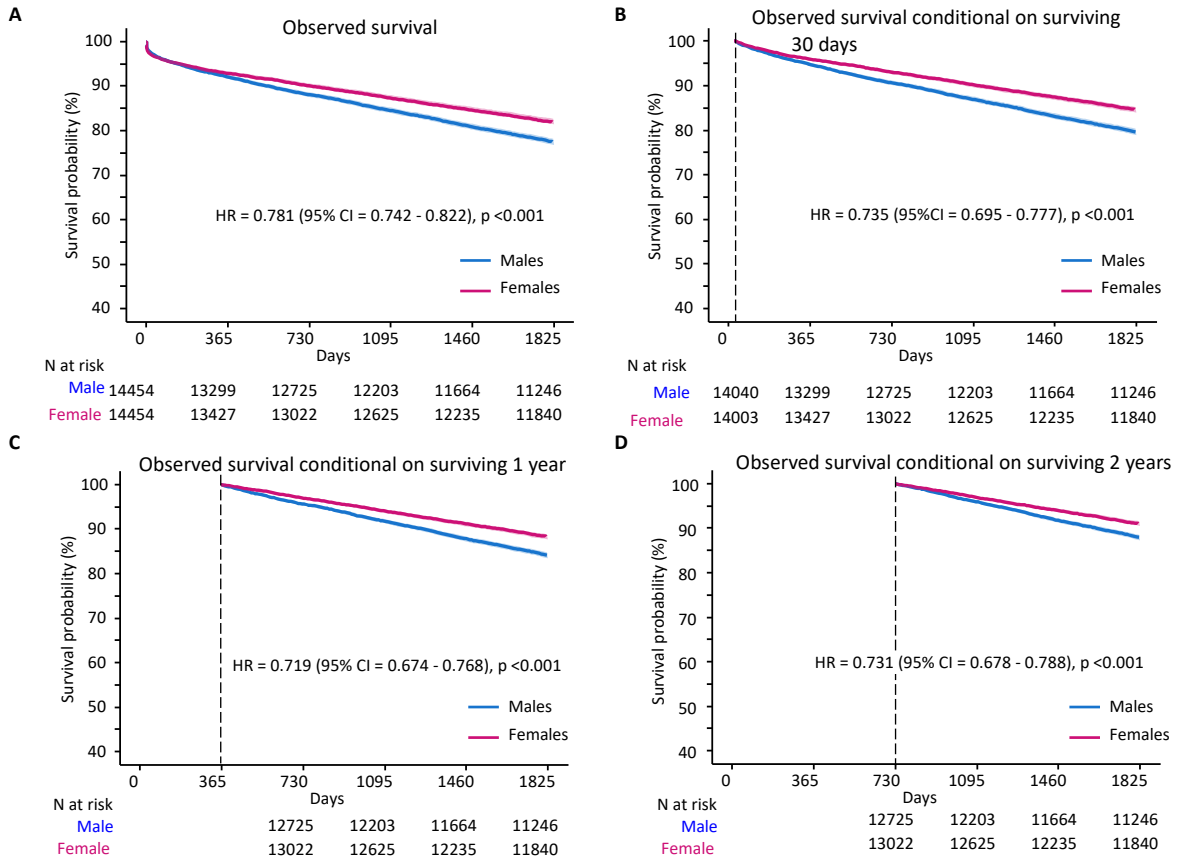 A
Observed survival
100
90
80
70
60
50
40
Survival probability (%)
HR = 0.781 (95% CI = 0.742 - 0.822), p <0.001
Males
Females
0 365 730 1095 1460 1825
Days
N at risk
Male 14454 13299 12725 12203 11664 11246
Female 14454 13427 13022 12625 12235 11840
B
Observed survival conditional on surviving
30 days
100
90
80
70
60
50
40
Survival probability (%)
HR = 0.735 (95%CI = 0.695 - 0.777), p <0.001
Males
Females
0 365 730 1095 1460 1825
Days
N at risk
Male 14040 13299 12725 12203 11664 11246
Female 14003 13427 13022 12625 12235 11840
C
Observed survival conditional on surviving 1 year
100
90
80
70
60
50
40
Survival probability (%)
HR = 0.719 (95% CI = 0.674 - 0.768), p <0.001
Males
Females
0 365 730 1095 1460 1825
Days
N at risk
Male 12725 12203 11664 11246
Female 13022 12625 12235 11840
D
Observed survival conditional on surviving 2 years
100
90
80
70
60
50
40
Survival probability (%)
HR = 0.731 (95% CI = 0.678 - 0.788), p <0.001
Males
Females
0 365 730 1095 1460 1825
Days
N at risk
Male 12725 12203 11664 11246
Female 13022 12625 12235 11840